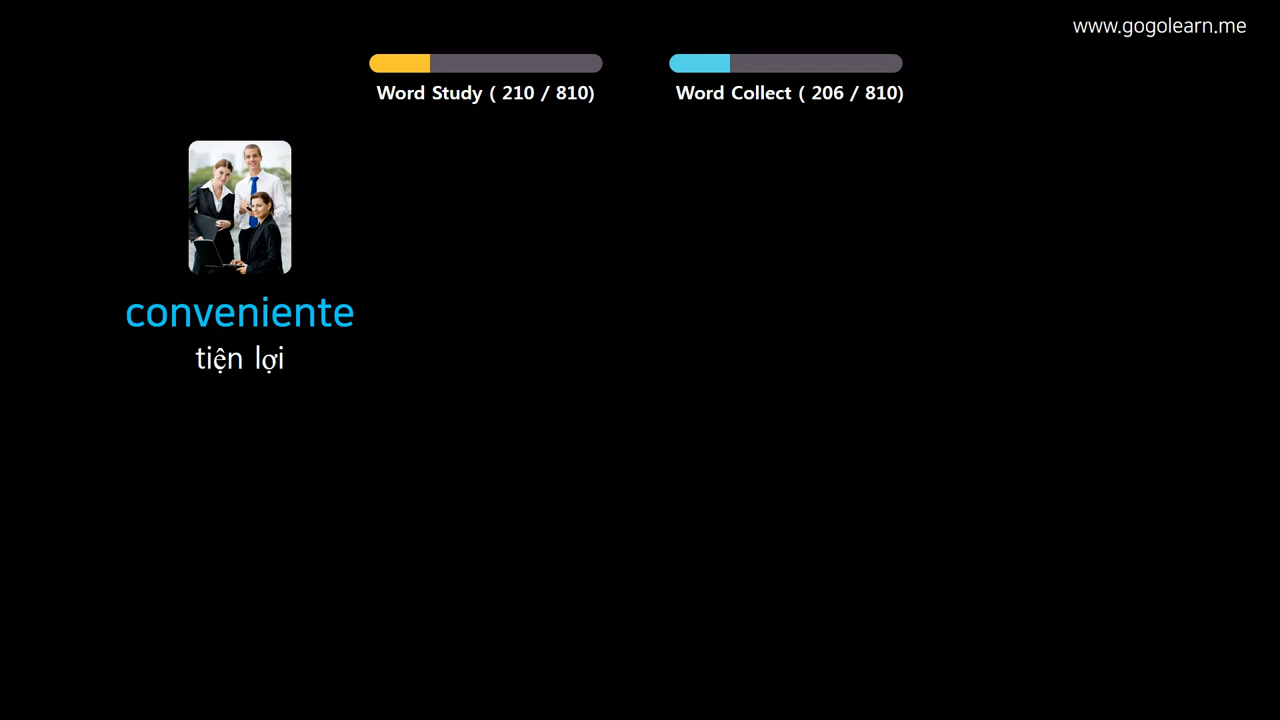 www.gogolearn.me
Word Study ( 210 / 810)
Word Collect ( 206 / 810)
conveniente
tiện lợi